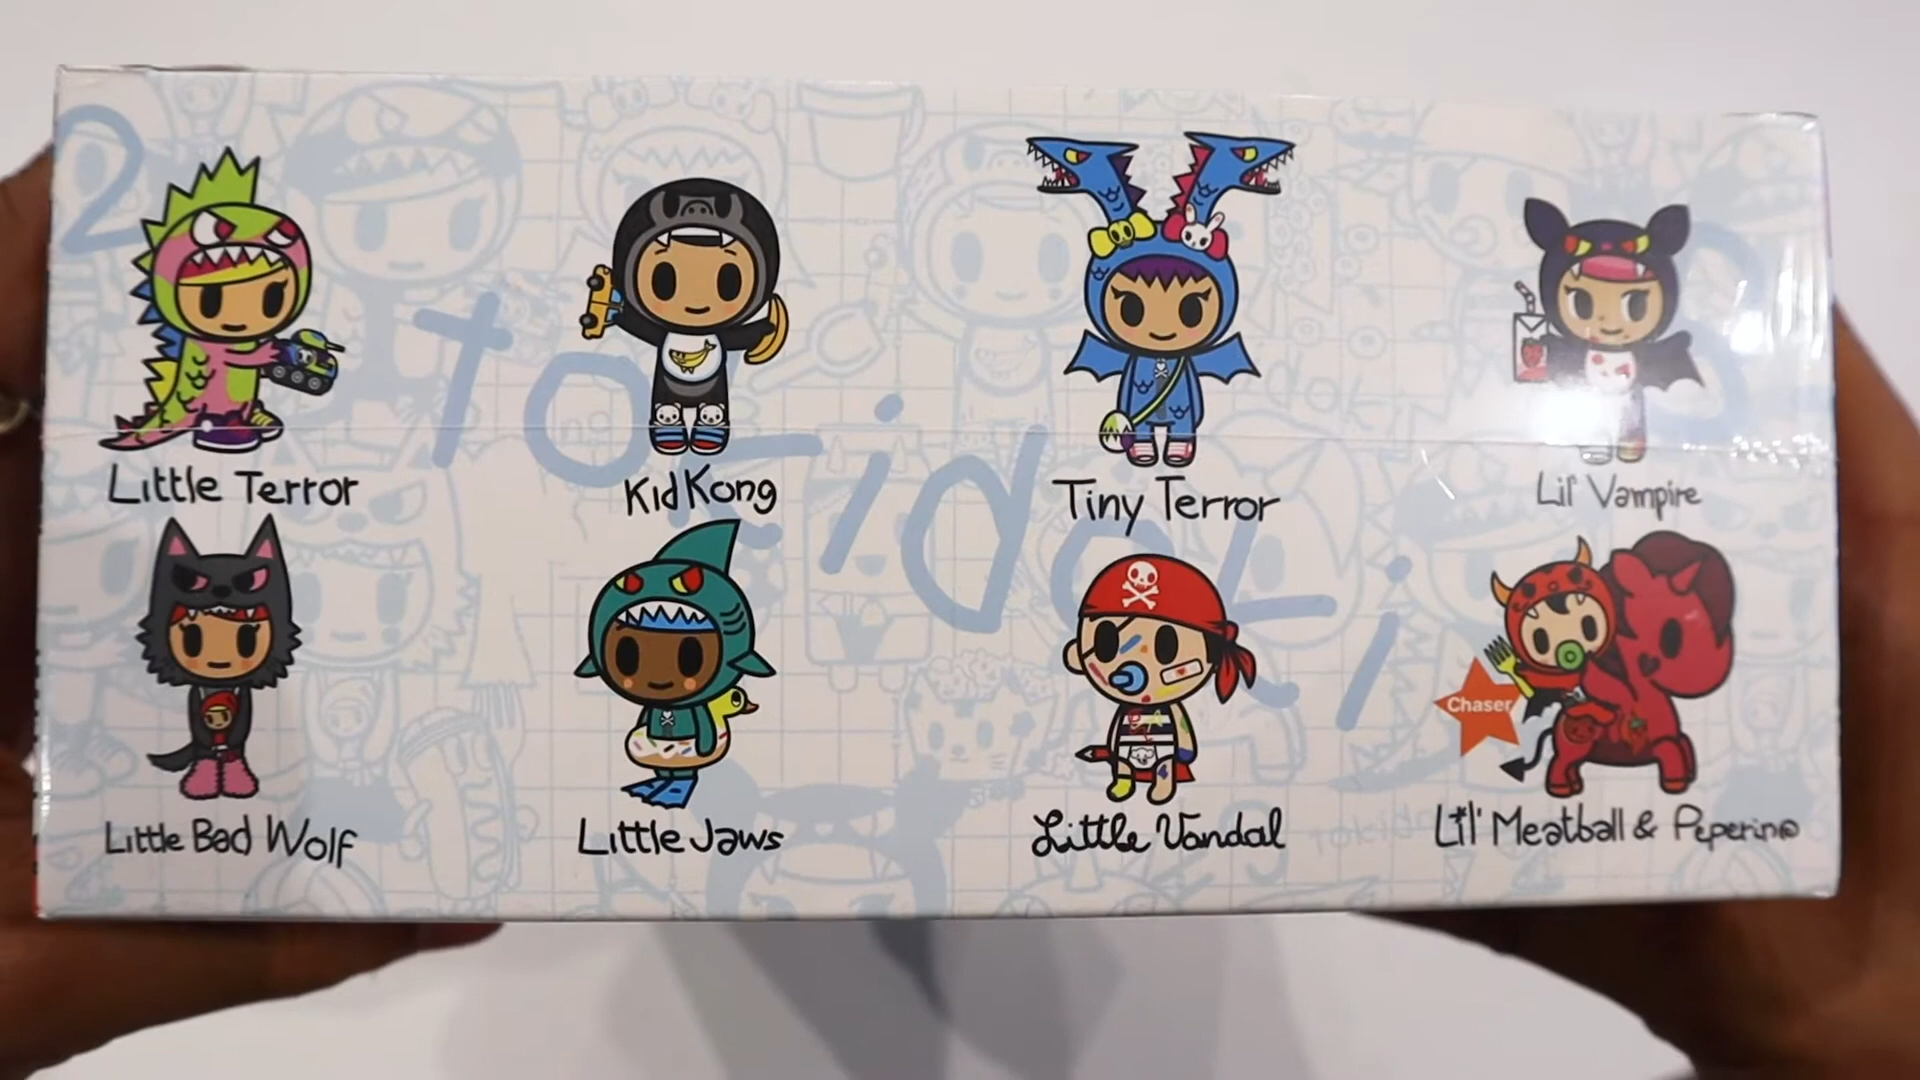 tokidoki
Little Terror
Kid Kong
Tiny Terror
Lil' Vampire
Little Bad Wolf
Little Jaws
Little Vandal
Chaser
Lil' Meatball & Peperino